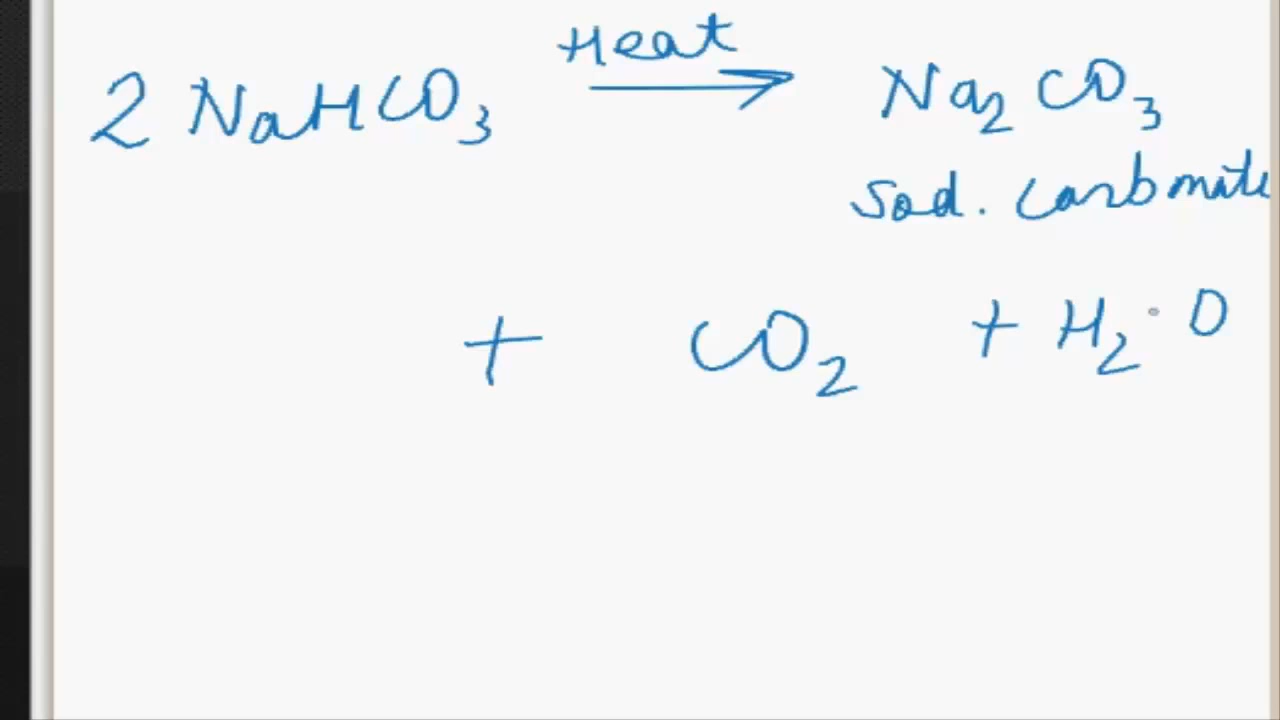 Heat
2 NaHCO₃ → Na₂CO₃
Sod. Carbonate
+ CO₂ + H₂O